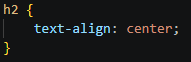 h2 {
    text-align: center;
}